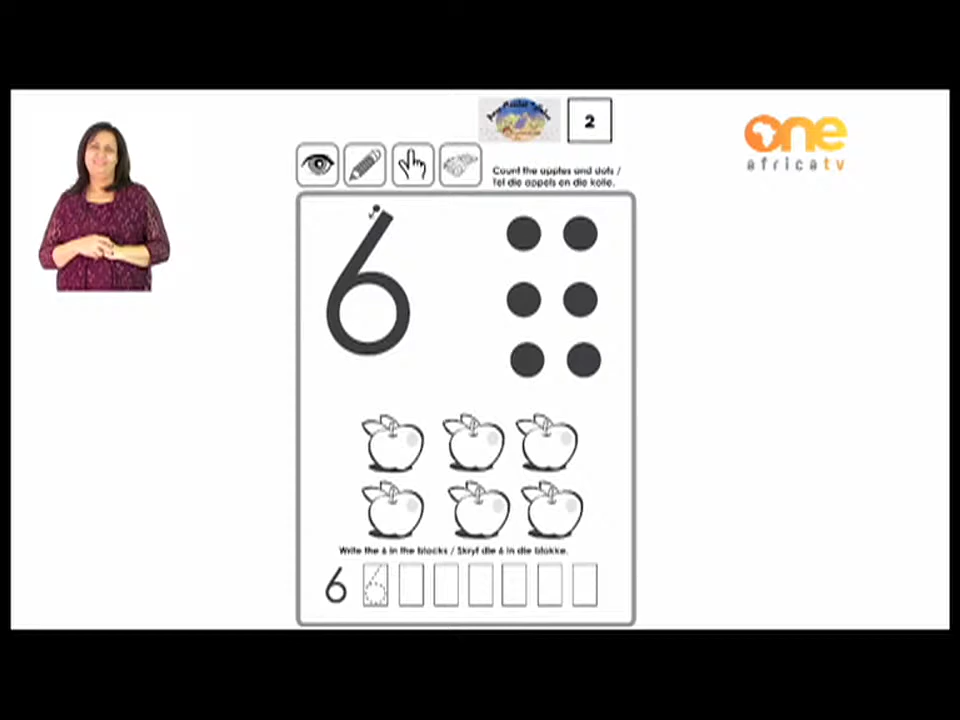 2
one
africa tv
Count the apples and dots /
Tel die appels en die kolle.
6
Write the 6 in the blocks / Skryf die 6 in die blokke.
6 6